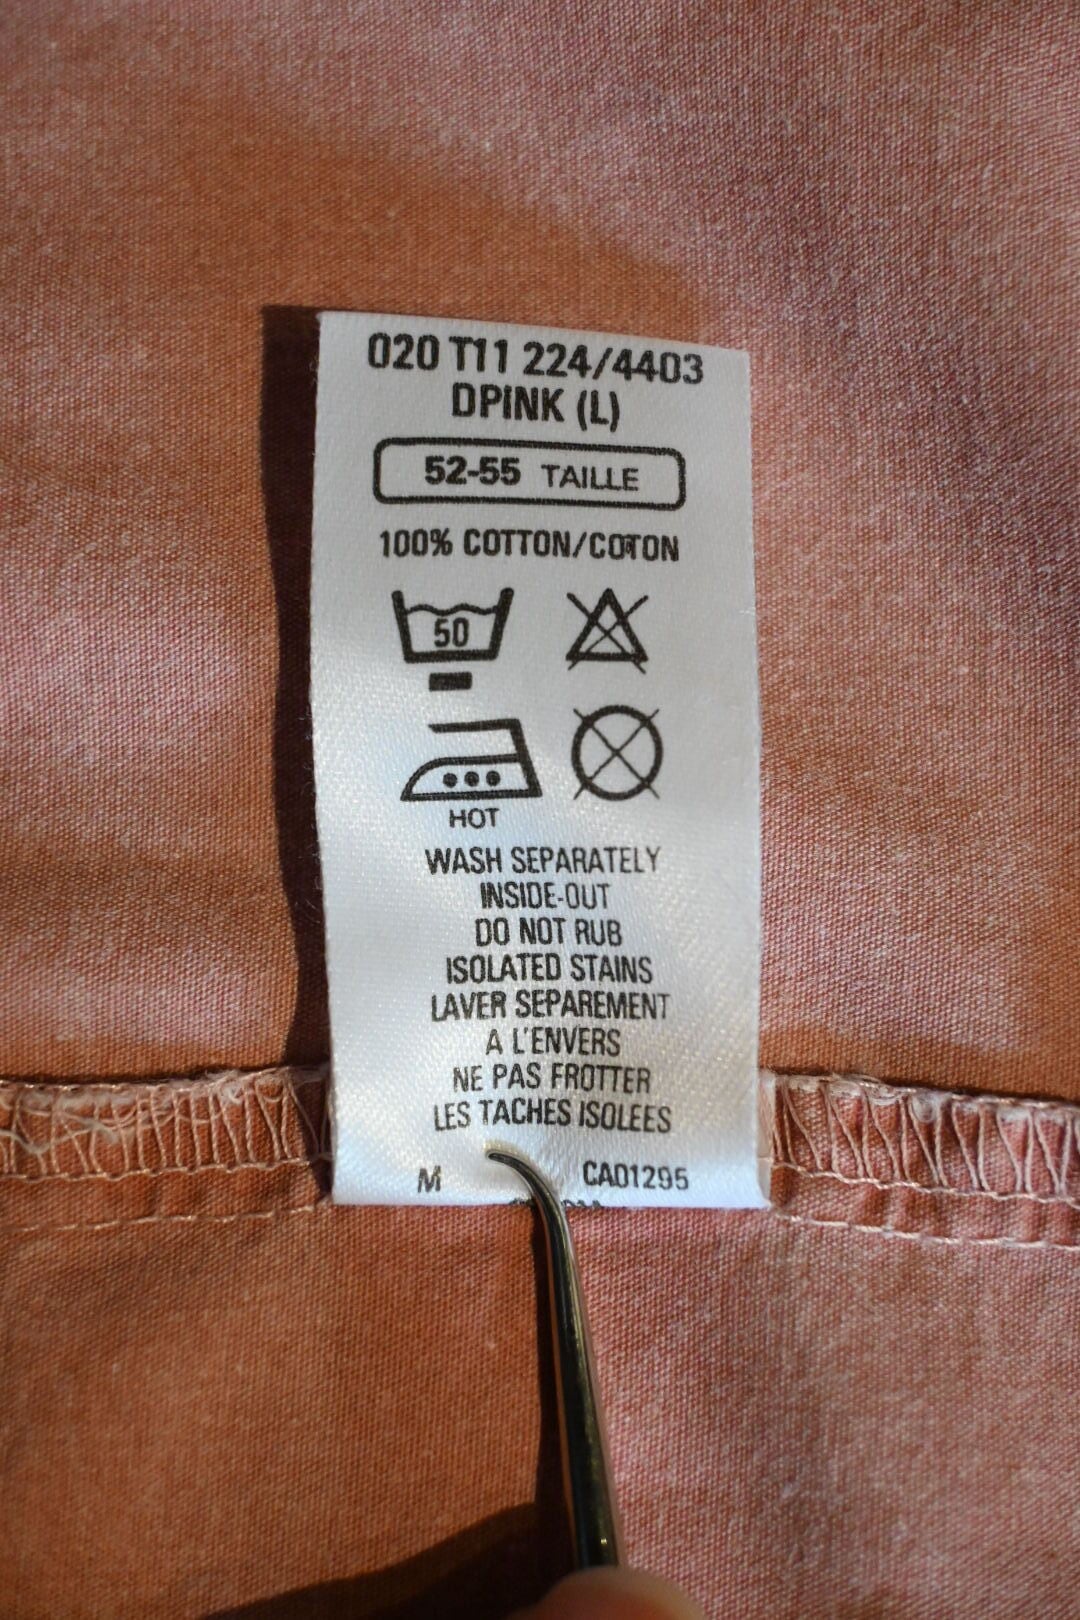 020 T11 224/4403
DPINK (L)
52-55 TAILLE
100% COTTON/COTON
50
HOT
WASH SEPARATELY
INSIDE-OUT
DO NOT RUB
ISOLATED STAINS
LAVER SEPAREMENT
A L'ENVERS
NE PAS FROTTER
LES TACHES ISOLEES
M CA01295